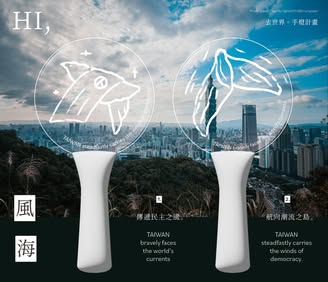 HI,
去世界。手燈計畫
風
海
1.
傳遞民主之流
TAIWAN
bravely faces
the world's
currents
2.
航向潮流之島
TAIWAN
steadfastly carries
the winds of
democracy.